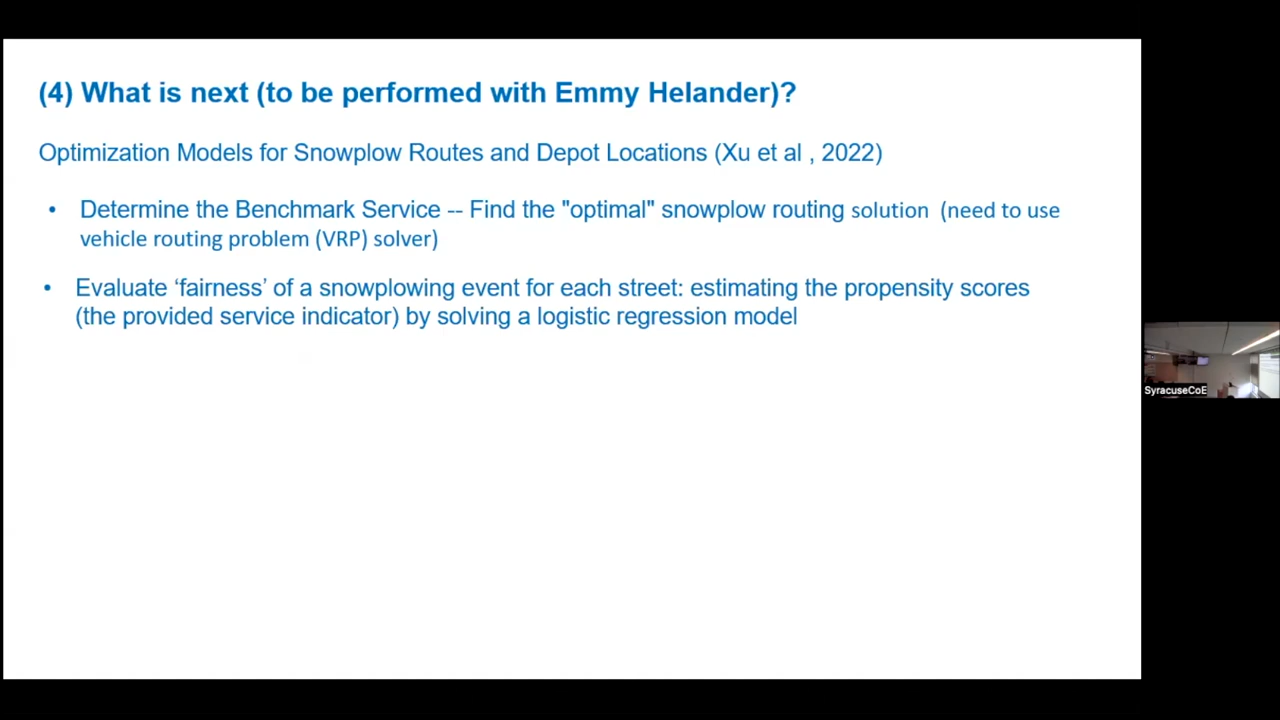 (4) What is next (to be performed with Emmy Helander)?
Optimization Models for Snowplow Routes and Depot Locations (Xu et al , 2022)
• Determine the Benchmark Service -- Find the "optimal" snowplow routing solution (need to use
vehicle routing problem (VRP) solver)
• Evaluate ‘fairness’ of a snowplowing event for each street: estimating the propensity scores
(the provided service indicator) by solving a logistic regression model
SyracuseCoE